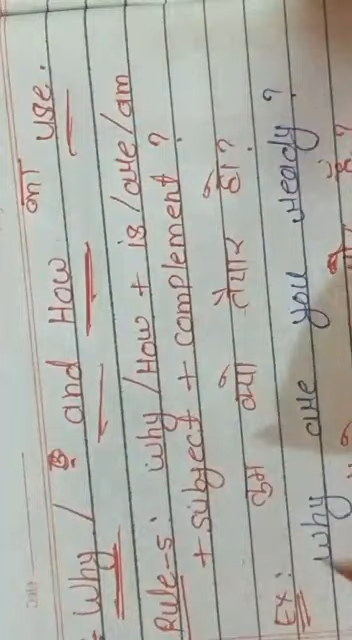 Why / and How का use.
Rule-5: Why/How + is/are/am
+ subject + complement ?
तुम क्यों तैयार हो?
Ex:
Why are you ready ?